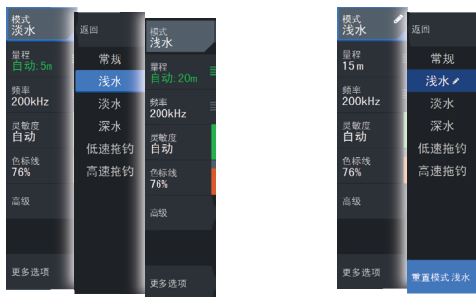 模式
淡水
量程
自动: 5m
频率
200kHz
灵敏度
自动
色标线
76%
高级
更多选项
返回
常规
浅水
淡水
深水
低速拖钓
高速拖钓
模式
浅水
量程
自动: 20m
频率
200kHz
灵敏度
自动
色标线
76%
高级
更多选项
模式
浅水
量程
15 m
频率
200kHz
灵敏度
自动
色标线
76%
高级
更多选项
返回
常规
浅水
淡水
深水
低速拖钓
高速拖钓
重置模式 浅水